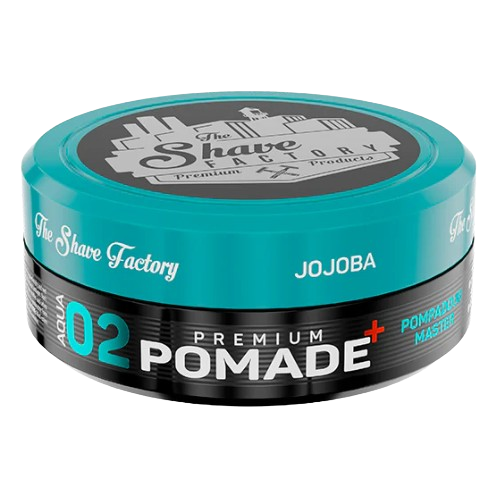 The
Shave
FACTORY
Premium Products
The Shave Factory
JOJOBA
The S
AQUA
02
PREMIUM
POMADE+
POMPADOUR
MASTER